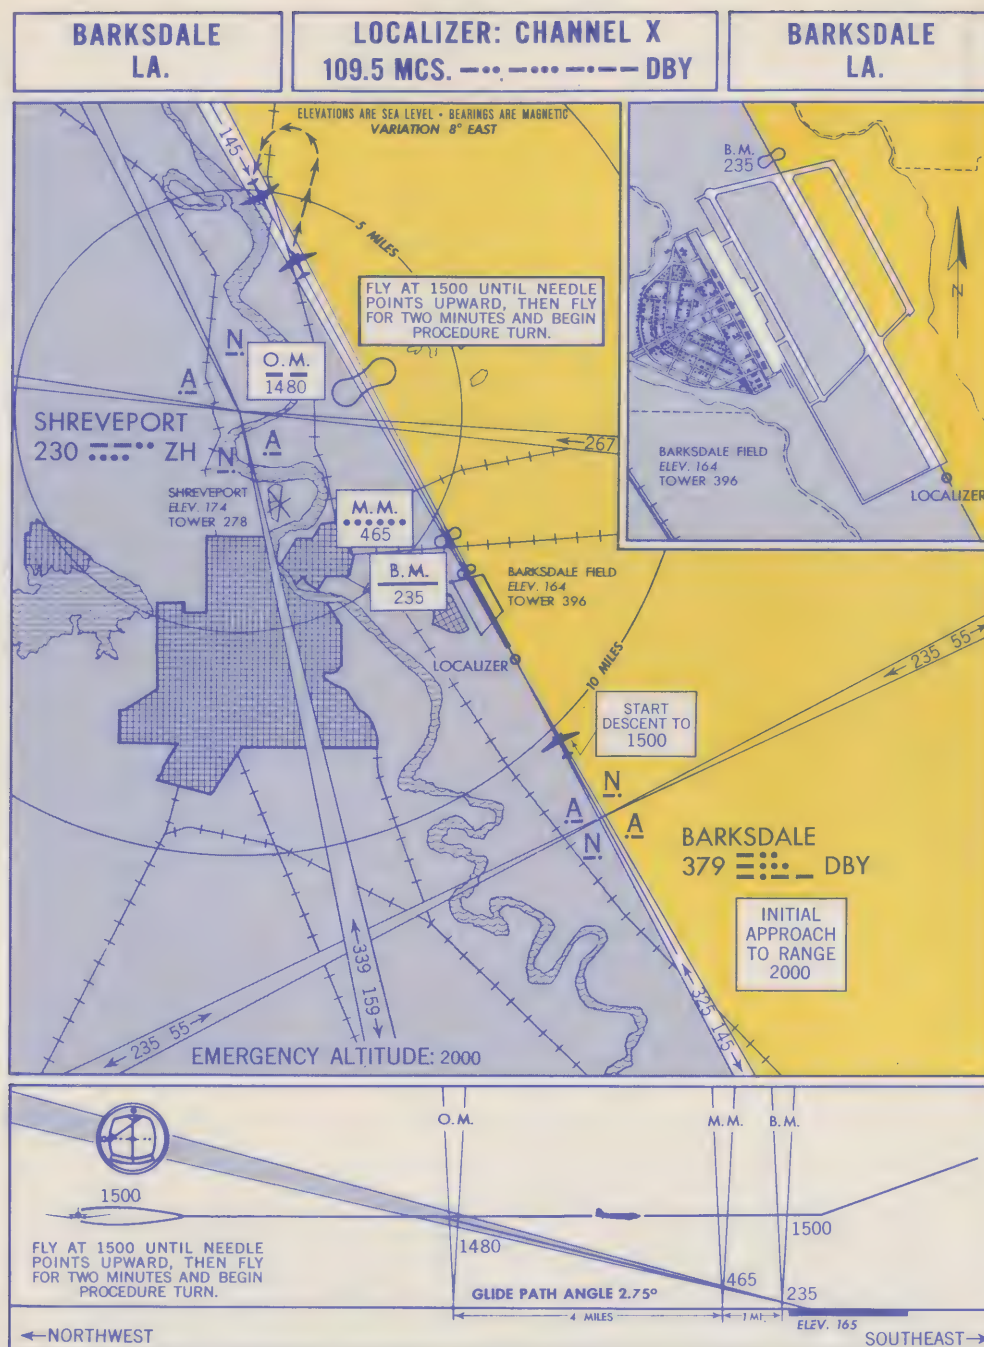 BARKSDALE
LA.
LOCALIZER: CHANNEL X
109.5 MCS. DBY
BARKSDALE
LA.
ELEVATIONS ARE SEA LEVEL - BEARINGS ARE MAGNETIC
VARIATION 8° EAST
145
5 MILES
FLY AT 1500 UNTIL NEEDLE
POINTS UPWARD, THEN FLY
FOR TWO MINUTES AND BEGIN
PROCEDURE TURN.
B.M.
235
N
BARKSDALE FIELD
ELEV. 164
TOWER 396
LOCALIZER
N
O.M.
1480
A
A
N
SHREVEPORT
230 ZH
267
SHREVEPORT
ELEV. 174
TOWER 278
M.M.
465
B.M.
235
BARKSDALE FIELD
ELEV. 164
TOWER 396
LOCALIZER
10 MILES
235 55
START
DESCENT TO
1500
N
A
A
N
BARKSDALE
379 DBY
INITIAL
APPROACH
TO RANGE
2000
339 159
325 145
235 55
EMERGENCY ALTITUDE: 2000
O.M.
M.M.
B.M.
1500
1500
1480
FLY AT 1500 UNTIL NEEDLE
POINTS UPWARD, THEN FLY
FOR TWO MINUTES AND BEGIN
PROCEDURE TURN.
465
235
GLIDE PATH ANGLE 2.75°
4 MILES
1 MI.
ELEV. 165
NORTHWEST
SOUTHEAST